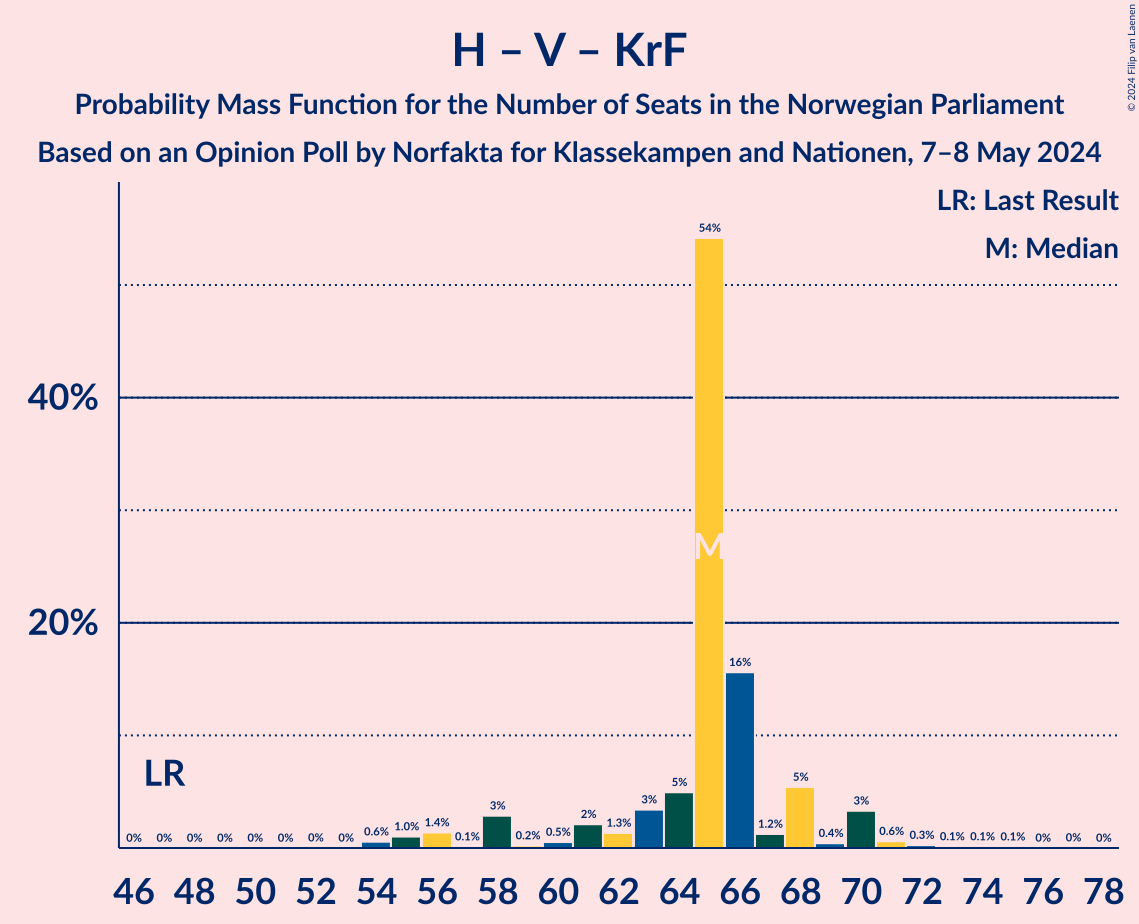 H – V – KrF
Probability Mass Function for the Number of Seats in the Norwegian Parliament
Based on an Opinion Poll by Norfakta for Klassekampen and Nationen, 7–8 May 2024
© 2024 Filip van Laenen
LR: Last Result
M: Median
40%
20%
54%
M
16%
LR
0% 0% 0% 0% 0% 0% 0% 0% 0.6% 1.0% 1.4% 0.1% 3% 0.2% 0.5% 2% 1.3% 3% 5% 1.2% 5% 0.4% 3% 0.6% 0.3% 0.1% 0.1% 0.1% 0% 0% 0%
46 48 50 52 54 56 58 60 62 64 66 68 70 72 74 76 78